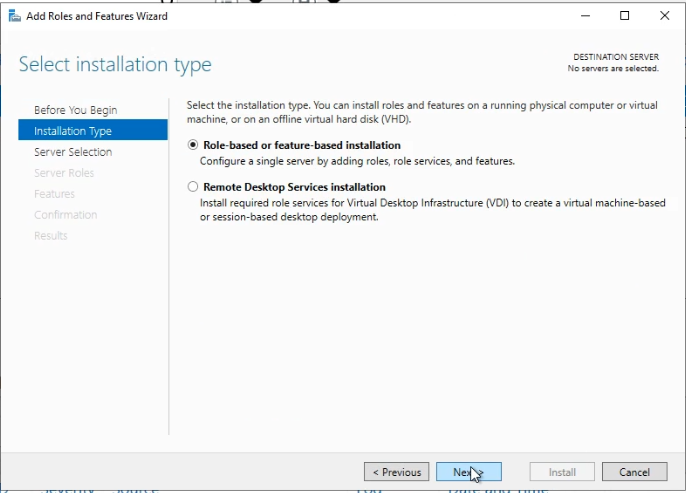 Add Roles and Features Wizard
Select installation type
DESTINATION SERVER
No servers are selected.
Before You Begin
Installation Type
Server Selection
Server Roles
Features
Confirmation
Results
Select the installation type. You can install roles and features on a running physical computer or virtual
machine, or on an offline virtual hard disk (VHD).
Role-based or feature-based installation
Configure a single server by adding roles, role services, and features.
Remote Desktop Services installation
Install required role services for Virtual Desktop Infrastructure (VDI) to create a virtual machine-based
or session-based desktop deployment.
< Previous
Next >
Install
Cancel